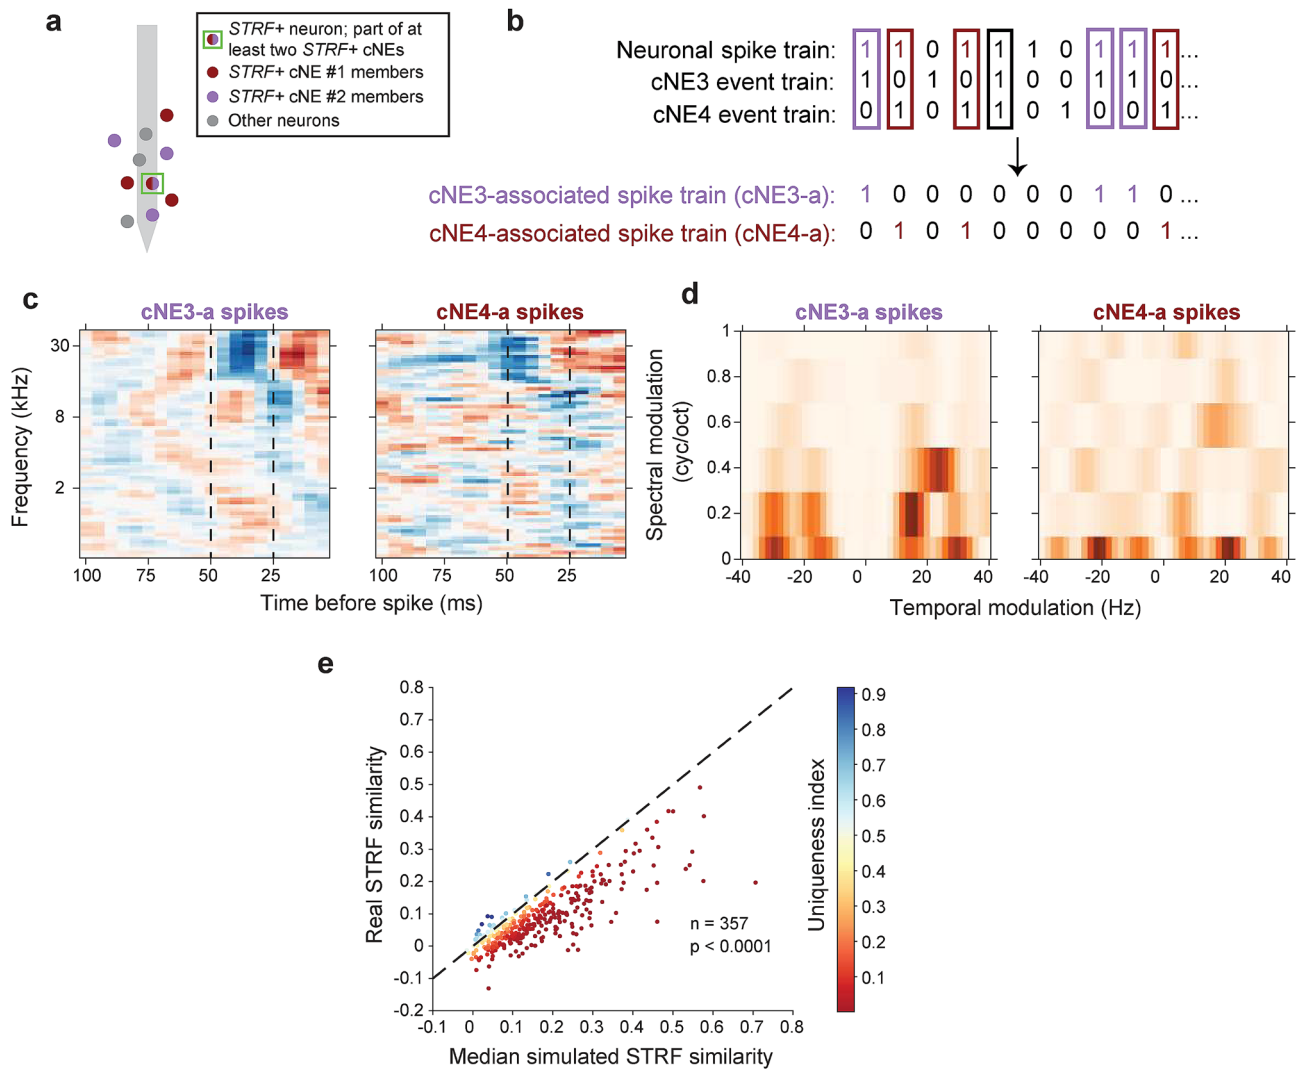 a
STRF+ neuron; part of at
least two STRF+ cNEs
STRF+ cNE #1 members
STRF+ cNE #2 members
Other neurons
b
Neuronal spike train: 1 1 0 1 1 1 0 1 1 1 ...
cNE3 event train: 1 0 1 0 1 0 0 1 1 0 ...
cNE4 event train: 0 1 0 1 1 0 1 0 0 1 ...
cNE3-associated spike train (cNE3-a): 1 0 0 0 0 0 0 1 1 0 ...
cNE4-associated spike train (cNE4-a): 0 1 0 1 0 0 0 0 0 1 ...
c
cNE3-a spikes
cNE4-a spikes
Frequency (kHz)
30
8
2
100 75 50 25
100 75 50 25
Time before spike (ms)
d
cNE3-a spikes
cNE4-a spikes
Spectral modulation
(cyc/oct)
1
0.8
0.6
0.4
0.2
0
-40 -20 0 20 40
-40 -20 0 20 40
Temporal modulation (Hz)
e
Real STRF similarity
0.8
0.7
0.6
0.5
0.4
0.3
0.2
0.1
0
-0.1
-0.2
-0.1 0 0.1 0.2 0.3 0.4 0.5 0.6 0.7 0.8
Median simulated STRF similarity
n = 357
p < 0.0001
Uniqueness index
0.9
0.8
0.7
0.6
0.5
0.4
0.3
0.2
0.1